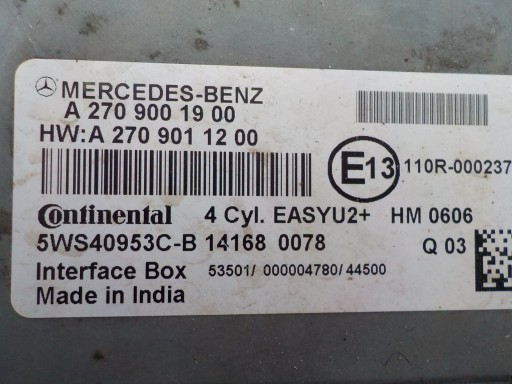 MERCEDES-BENZ
A 270 900 19 00
HW:A 270 901 12 00
E13 110R-000237
Continental 4 Cyl. EASYU2+ HM 0606
5WS40953C-B 14168 0078 Q 03
Interface Box 53501/ 000004780/ 44500
Made in India